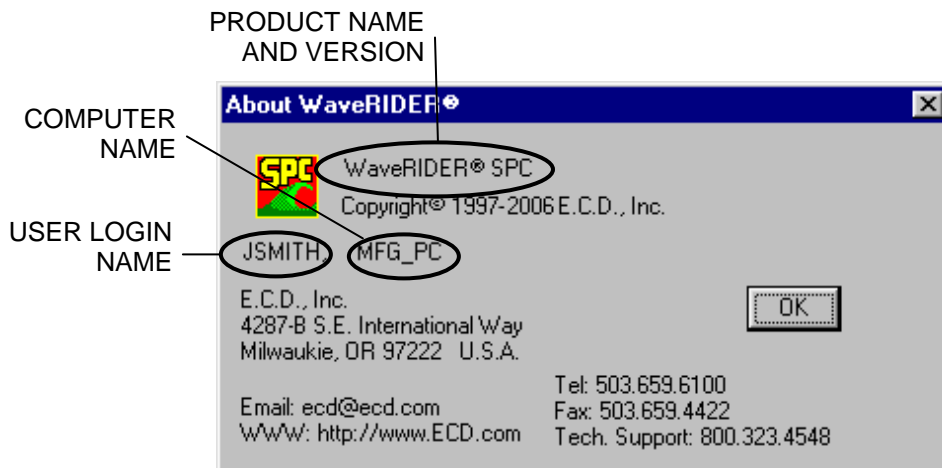 PRODUCT NAME
AND VERSION
About WaveRIDER®
COMPUTER
NAME
SPC
WaveRIDER® SPC
Copyright© 1997-2006 E.C.D., Inc.
USER LOGIN
NAME
JSMITH, MFG_PC
E.C.D., Inc.
4287-B S.E. International Way
Milwaukie, OR 97222 U.S.A.
OK
Email: ecd@ecd.com
WWW: http://www.ECD.com
Tel: 503.659.6100
Fax: 503.659.4422
Tech. Support: 800.323.4548